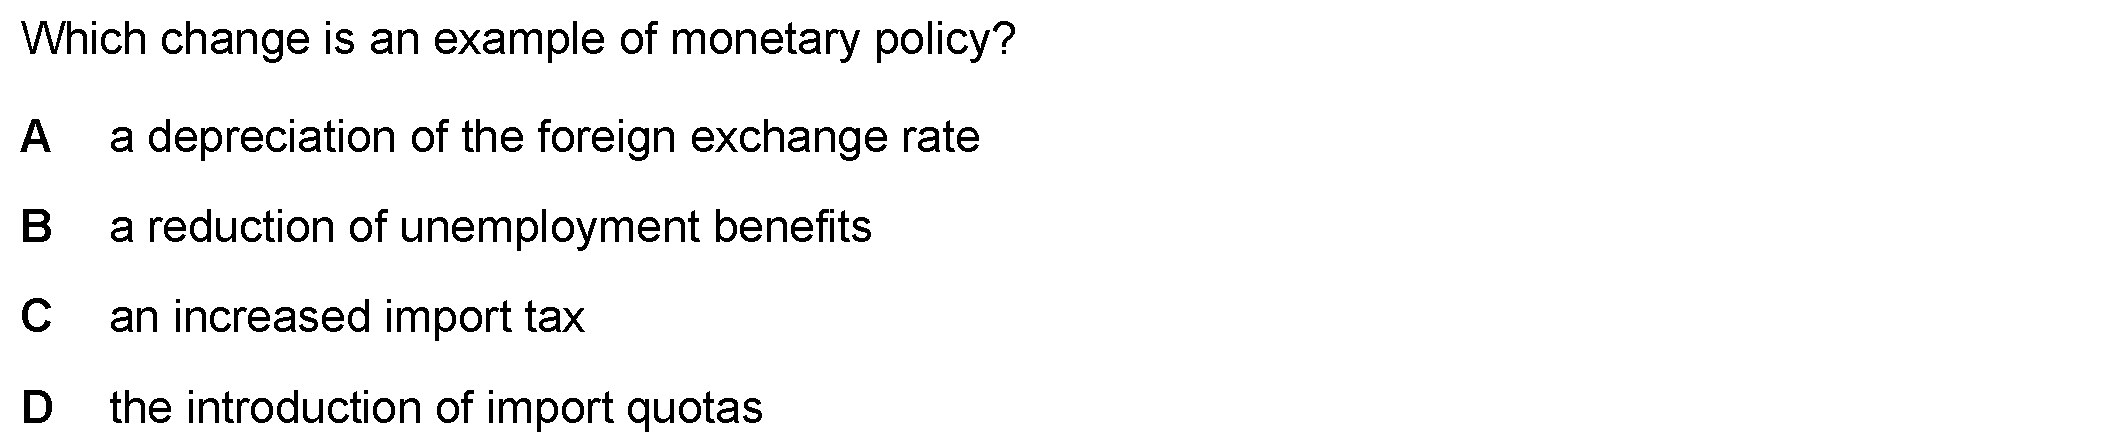 Which change is an example of monetary policy?
A a depreciation of the foreign exchange rate
B a reduction of unemployment benefits
C an increased import tax
D the introduction of import quotas